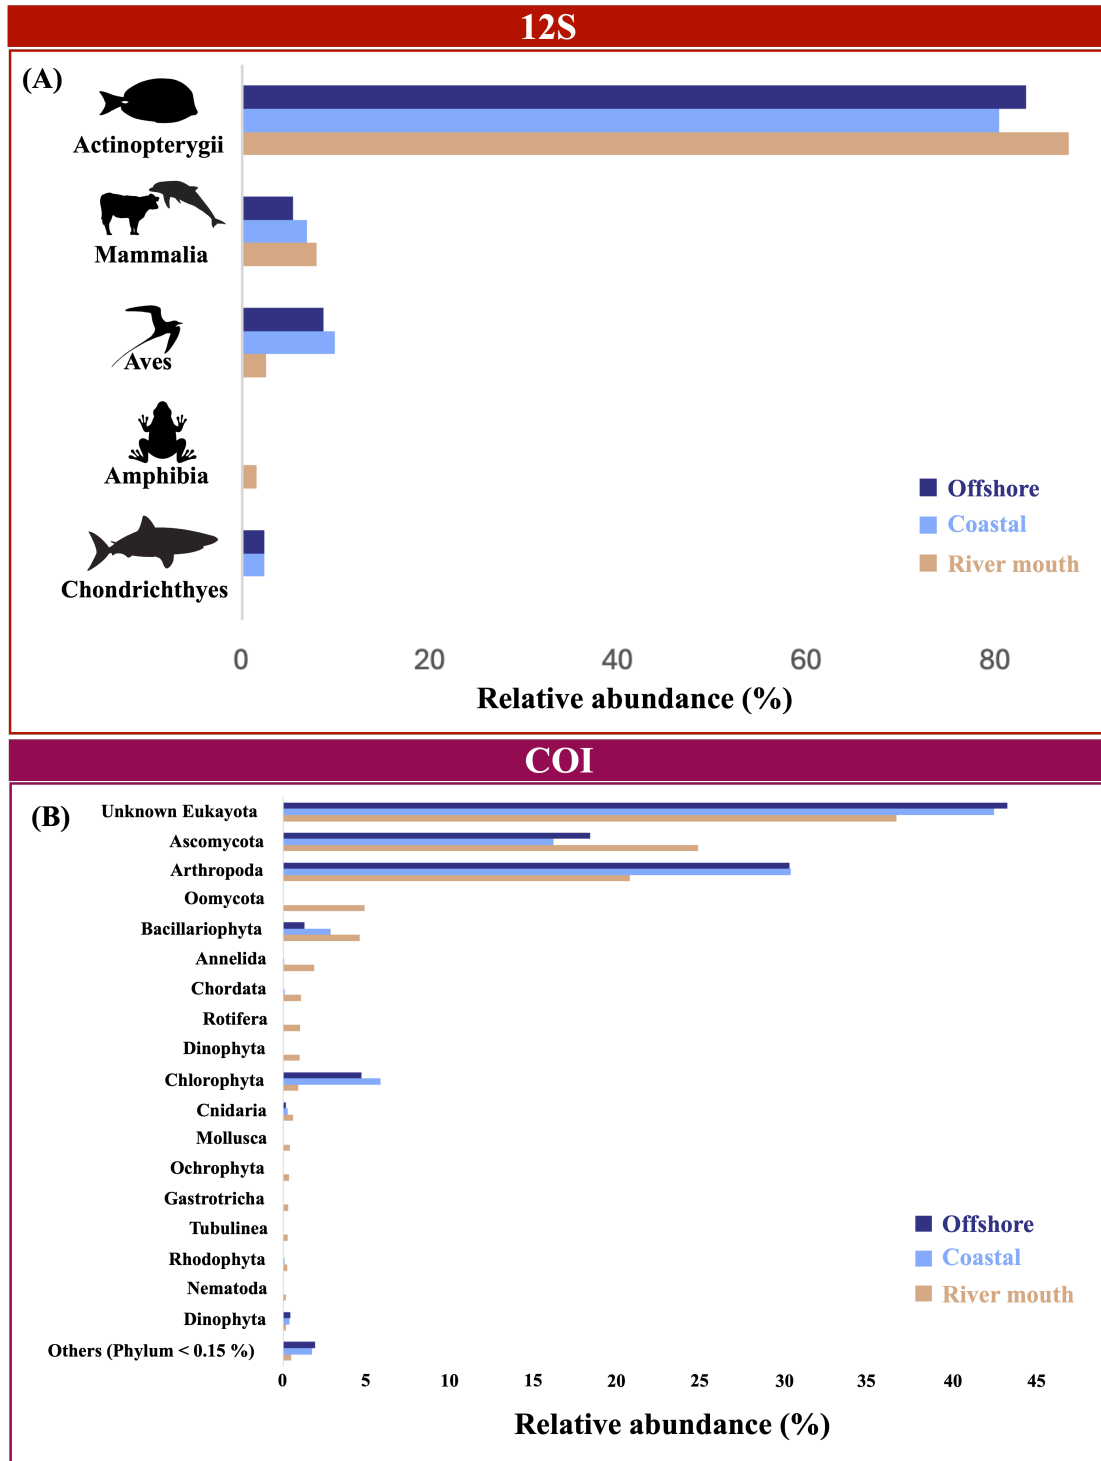 12S
(A)
Actinopterygii
Mammalia
Aves
Amphibia
Chondrichthyes
Offshore
Coastal
River mouth
0 20 40 60 80
Relative abundance (%)
COI
(B)
Unknown Eukayota
Ascomycota
Arthropoda
Oomycota
Bacillariophyta
Annelida
Chordata
Rotifera
Dinophyta
Chlorophyta
Cnidaria
Mollusca
Ochrophyta
Gastrotricha
Tubulinea
Rhodophyta
Nematoda
Dinophyta
Others (Phylum < 0.15 %)
Offshore
Coastal
River mouth
0 5 10 15 20 25 30 35 40 45
Relative abundance (%)